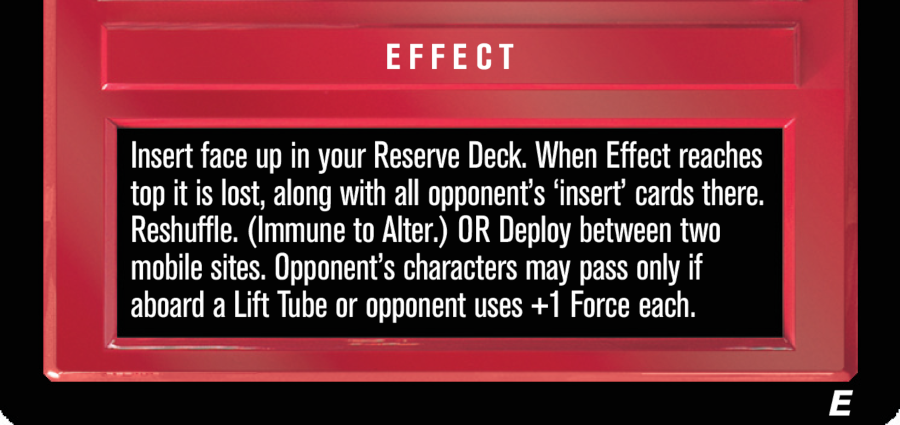 EFFECT
Insert face up in your Reserve Deck. When Effect reaches
top it is lost, along with all opponent's 'insert' cards there.
Reshuffle. (Immune to Alter.) OR Deploy between two
mobile sites. Opponent's characters may pass only if
aboard a Lift Tube or opponent uses +1 Force each.
E